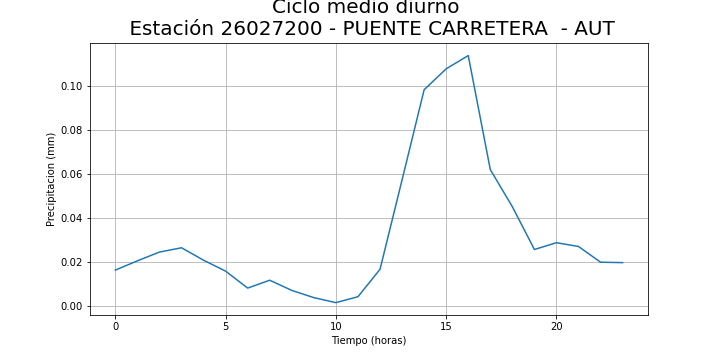 Ciclo medio diurno
Estación 26027200 - PUENTE CARRETERA - AUT
0.10
0.08
0.06
0.04
0.02
0.00
Precipitacion (mm)
0 5 10 15 20
Tiempo (horas)